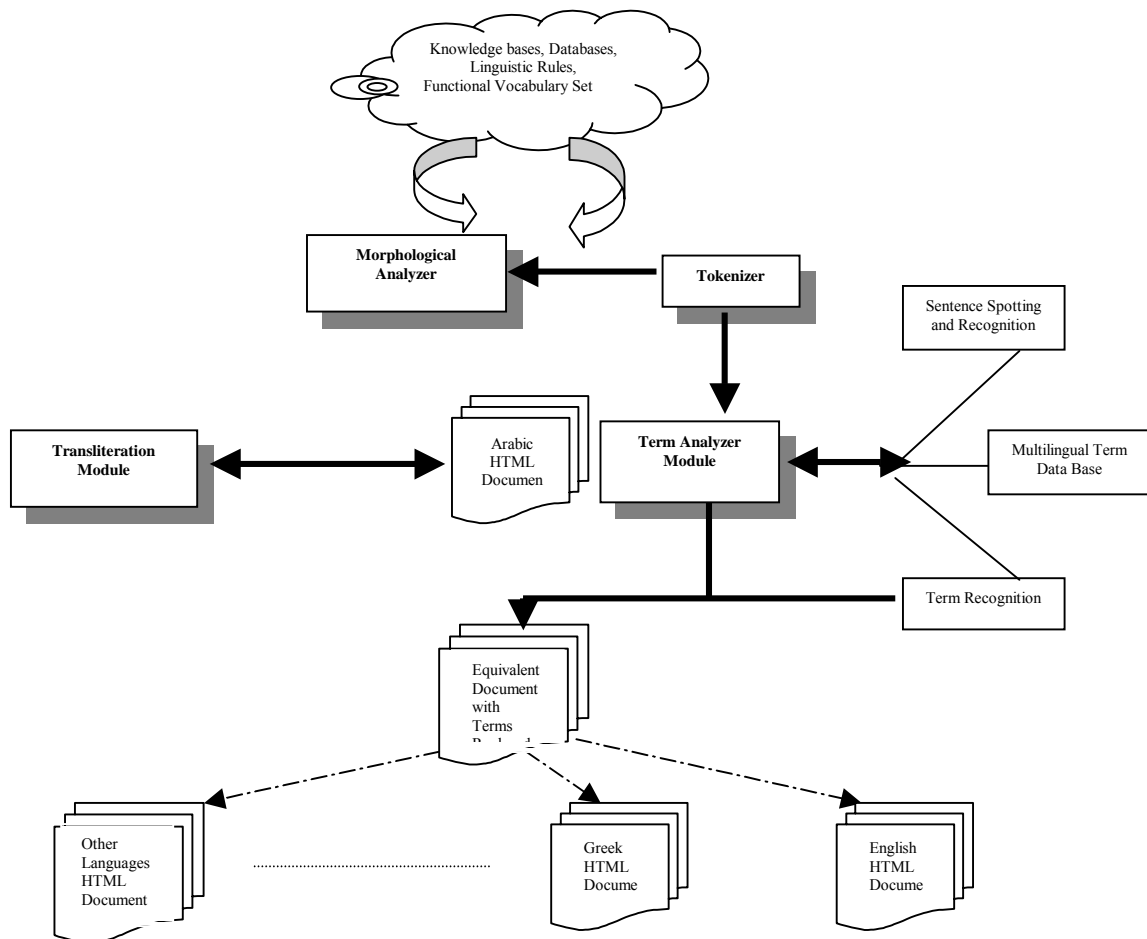 Knowledge bases, Databases,
Linguistic Rules,
Functional Vocabulary Set
Morphological
Analyzer
Tokenizer
Sentence Spotting
and Recognition
Transliteration
Module
Arabic
HTML
Documen
Term Analyzer
Module
Multilingual Term
Data Base
Term Recognition
Equivalent
Document
with
Terms
Other
Languages
HTML
Document
Greek
HTML
Docume
English
HTML
Docume